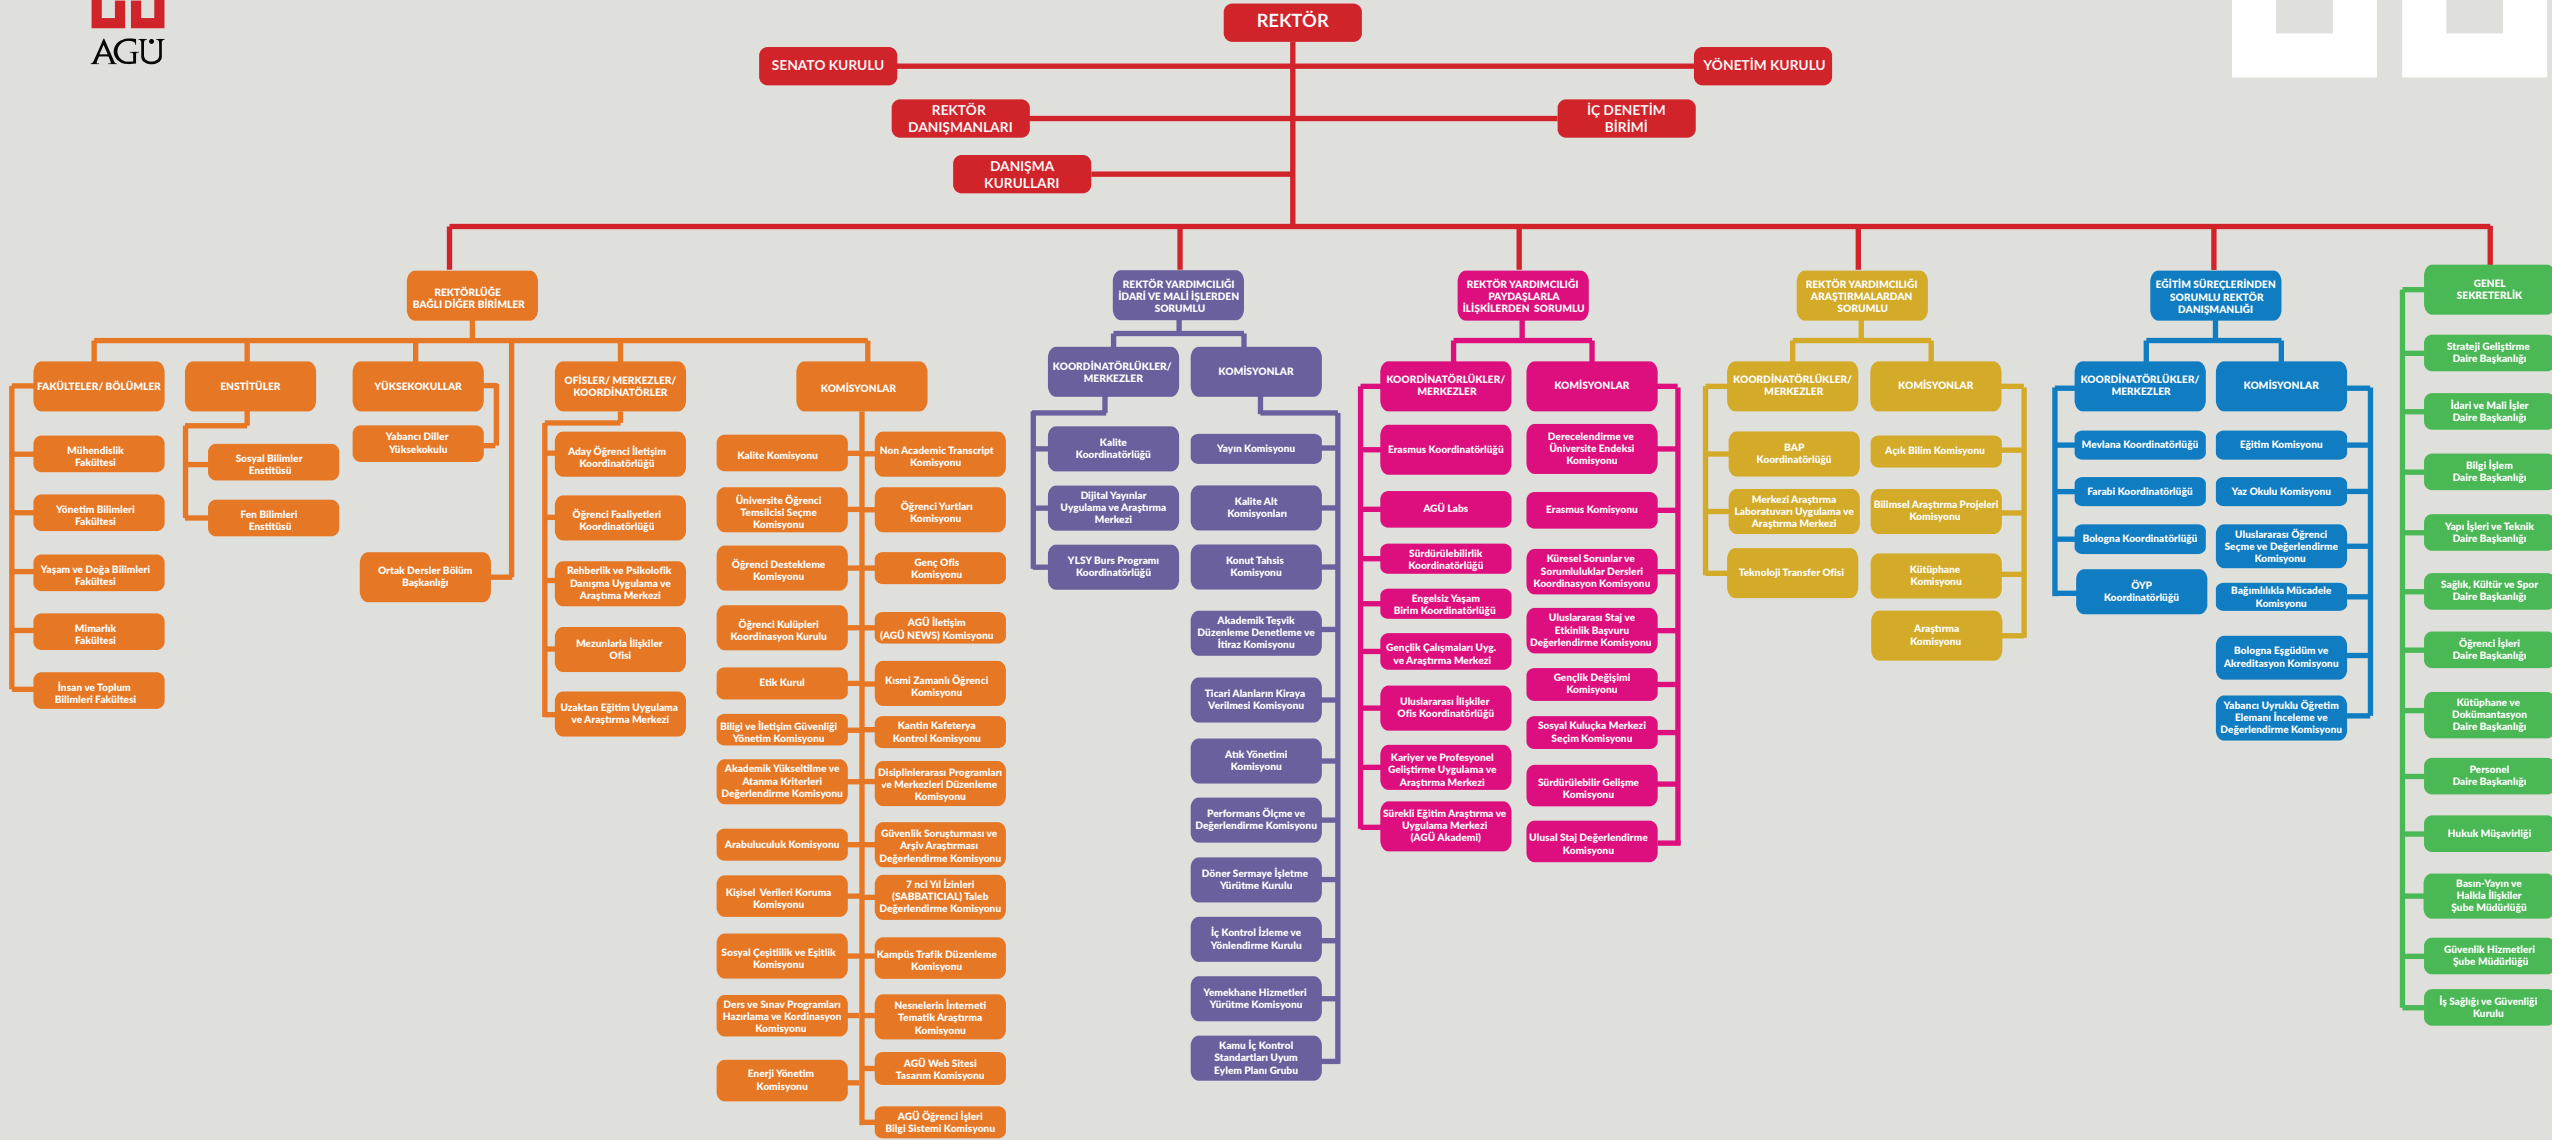 AGÜ
REKTÖR
SENATO KURULU
YÖNETİM KURULU
REKTÖR
DANIŞMANLARI
İÇ DENETİM
BİRİMİ
DANIŞMA
KURULLARI
REKTÖRLÜĞE
BAĞLI DİĞER BİRİMLER
FAKÜLTELER/ BÖLÜMLER
Mühendislik
Fakültesi
Yönetim Bilimleri
Fakültesi
Yaşam ve Doğa Bilimleri
Fakültesi
Mimarlık
Fakültesi
İnsan ve Toplum
Bilimleri Fakültesi
ENSTİTÜLER
Sosyal Bilimler
Enstitüsü
Fen Bilimleri
Enstitüsü
YÜKSEKOKULLAR
Yabancı Diller
Yüksekokulu
Ortak Dersler Bölüm
Başkanlığı
OFİSLER/ MERKEZLER/
KOORDİNATÖRLER
Aday Öğrenci İletişim
Koordinatörlüğü
Öğrenci Faaliyetleri
Koordinatörlüğü
Rehberlik ve Psikolofik
Danışma Uygulama ve
Araştırma Merkezi
Mezunlarla İlişkiler
Ofisi
Uzaktan Eğitim Uygulama
ve Araştırma Merkezi
KOMİSYONLAR
Kalite Komisyonu
Üniversite Öğrenci
Temsilcisi Seçme
Komisyonu
Öğrenci Destekleme
Komisyonu
Öğrenci Kulüpleri
Koordinasyon Kurulu
Etik Kurul
Biligi ve İletişim Güvenliği
Yönetim Komisyonu
Akademik Yükseltilme ve
Atanma Kriterleri
Değerlendirme Komisyonu
Arabuluculuk Komisyonu
Kişisel Verileri Koruma
Komisyonu
Sosyal Çeşitlilik ve Eşitlik
Komisyonu
Ders ve Sınav Programları
Hazırlama ve Kordinasyon
Komisyonu
Enerji Yönetim
Komisyonu
Non Academic Transcript
Komisyonu
Öğrenci Yurtları
Komisyonu
Genç Ofis
Komisyonu
AGÜ İletişim
(AGÜ NEWS) Komisyonu
Kısmi Zamanlı Öğrenci
Komisyonu
Kantin Kafeterya
Kontrol Komisyonu
Disiplinlerarası Programları
ve Merkezleri Düzenleme
Komisyonu
Güvenlik Soruşturması ve
Arşiv Araştırması
Değerlendirme Komisyonu
7 nci Yıl İzinleri
(SABBATICIAL) Taleb
Değerlendirme Komisyonu
Kampüs Trafik Düzenleme
Komisyonu
Nesnelerin İnterneti
Tematik Araştırma
Komisyonu
AGÜ Web Sitesi
Tasarım Komisyonu
AGÜ Öğrenci İşleri
Bilgi Sistemi Komisyonu
REKTÖR YARDIMCILIĞI
İDARİ VE MALİ İŞLERDEN
SORUMLU
KOORDİNATÖRLÜKLER/
MERKEZLER
Kalite
Koordinatörlüğü
Dijital Yayınlar
Uygulama ve Araştırma
Merkezi
YLSY Burs Programı
Koordinatörlüğü
KOMİSYONLAR
Yayın Komisyonu
Kalite Alt
Komisyonları
Konut Tahsis
Komisyonu
Akademik Teşvik
Düzenleme Denetleme ve
İtiraz Komisyonu
Ticari Alanların Kiraya
Verilmesi Komisyonu
Atık Yönetimi
Komisyonu
Performans Ölçme ve
Değerlendirme Komisyonu
Döner Sermaye İşletme
Yürütme Kurulu
İç Kontrol İzleme ve
Yönlendirme Kurulu
Yemekhane Hizmetleri
Yürütme Komisyonu
Kamu İç Kontrol
Standartları Uyum
Eylem Planı Grubu
REKTÖR YARDIMCILIĞI
PAYDAŞLARLA
İLİŞKİLERDEN SORUMLU
KOORDİNATÖRLÜKLER/
MERKEZLER
Erasmus Koordinatörlüğü
AGÜ Labs
Sürdürülebilirlik
Koordinatörlüğü
Engelsiz Yaşam
Birim Koordinatörlüğü
Gençlik Çalışmaları Uyg.
ve Araştırma Merkezi
Uluslararası İlişkiler
Ofis Koordinatörlüğü
Kariyer ve Profesyonel
Geliştirme Uygulama ve
Araştırma Merkezi
Sürekli Eğitim Araştırma ve
Uygulama Merkezi
(AGÜ Akademi)
KOMİSYONLAR
Derecelendirme ve
Üniversite Endeksi
Komisyonu
Erasmus Komisyonu
Küresel Sorunlar ve
Sorumluluklar Dersleri
Koordinasyon Komisyonu
Uluslararası Staj ve
Etkinlik Başvuru
Değerlendirme Komisyonu
Gençlik Değişimi
Komisyonu
Sosyal Kuluçka Merkezi
Seçim Komisyonu
Sürdürülebilir Gelişme
Komisyonu
Ulusal Staj Değerlendirme
Komisyonu
REKTÖR YARDIMCILIĞI
ARAŞTIRMALARDAN
SORUMLU
KOORDİNATÖRLÜKLER/
MERKEZLER
BAP
Koordinatörlüğü
Merkezi Araştırma
Laboratuvarı Uygulama ve
Araştırma Merkezi
Teknoloji Transfer Ofisi
KOMİSYONLAR
Açık Bilim Komisyonu
Bilimsel Araştırma Projeleri
Komisyonu
Kütüphane
Komisyonu
Araştırma
Komisyonu
EĞİTİM SÜREÇLERİNDEN
SORUMLU REKTÖR
DANIŞMANLIĞI
KOORDİNATÖRLÜKLER/
MERKEZLER
Mevlana Koordinatörlüğü
Farabi Koordinatörlüğü
Bologna Koordinatörlüğü
ÖYP
Koordinatörlüğü
KOMİSYONLAR
Eğitim Komisyonu
Yaz Okulu Komisyonu
Uluslararası Öğrenci
Seçme ve Değerlendirme
Komisyonu
Bağımlılıkla Mücadele
Komisyonu
Bologna Eşgüdüm ve
Akreditasyon Komisyonu
Yabancı Uyruklu Öğretim
Elemanı İnceleme ve
Değerlendirme Komisyonu
GENEL
SEKRETERLİK
Strateji Geliştirme
Daire Başkanlığı
İdari ve Mali İşler
Daire Başkanlığı
Bilgi İşlem
Daire Başkanlığı
Yapı İşleri ve Teknik
Daire Başkanlığı
Sağlık, Kültür ve Spor
Daire Başkanlığı
Öğrenci İşleri
Daire Başkanlığı
Kütüphane ve
Dokümantasyon
Daire Başkanlığı
Personel
Daire Başkanlığı
Hukuk Müşavirliği
Basın-Yayın ve
Halkla İlişkiler
Şube Müdürlüğü
Güvenlik Hizmetleri
Şube Müdürlüğü
İş Sağlığı ve Güvenliği
Kurulu